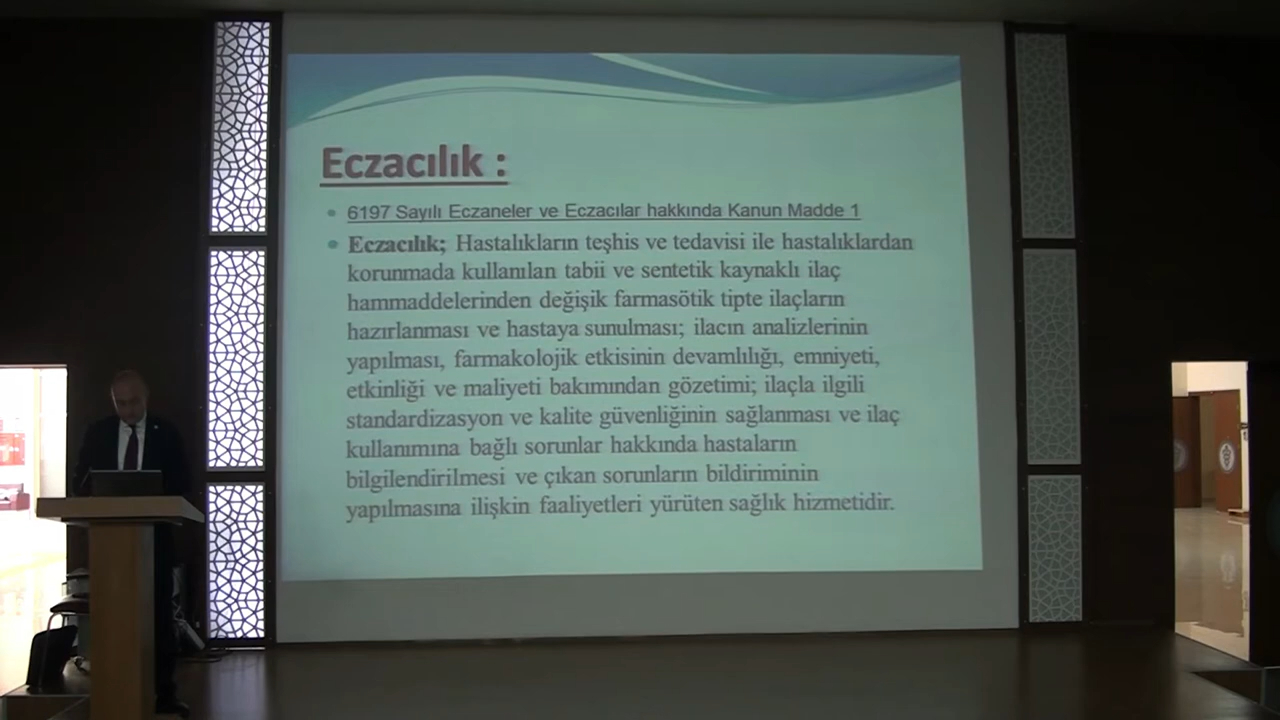 Eczacılık :
6197 Sayılı Eczaneler ve Eczacılar hakkında Kanun Madde 1
Eczacılık; Hastalıkların teşhis ve tedavisi ile hastalıklardan
korunmada kullanılan tabii ve sentetik kaynaklı ilaç
hammaddelerinden değişik farmasötik tipte ilaçların
hazırlanması ve hastaya sunulması; ilacın analizlerinin
yapılması, farmakolojik etkisinin devamlılığı, emniyeti,
etkinliği ve maliyeti bakımından gözetimi; ilaçla ilgili
standardizasyon ve kalite güvenliğinin sağlanması ve ilaç
kullanımına bağlı sorunlar hakkında hastaların
bilgilendirilmesi ve çıkan sorunların bildiriminin
yapılmasına ilişkin faaliyetleri yürüten sağlık hizmetidir.